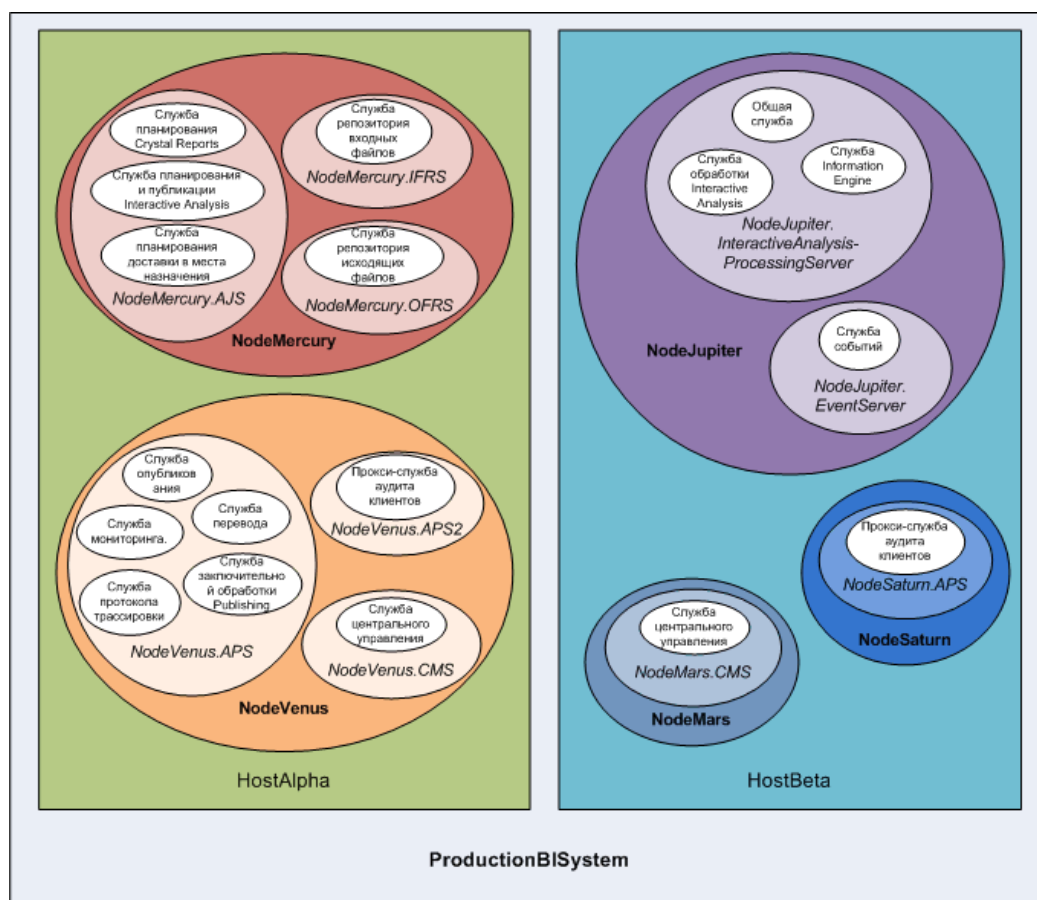 Служба
планирования
Crystal Reports
Служба планирования
и публикации
Interactive Analysis
Служба
планирования
доставки в места
назначения
NodeMercury.AJS
Служба
репозитория
входных
файлов
NodeMercury.IFRS
Служба
репозитория
исходящих
файлов
NodeMercury.OFRS
NodeMercury
Служба
опубликов
ания
Служба
перевода
Служба
мониторинга.
Служба
заключительно
й обработки
Publishing
Служба
протокола
трассировки
NodeVenus.APS
Прокси-служба
аудита
клиентов
NodeVenus.APS2
Служба
центрального
управления
NodeVenus.CMS
NodeVenus
HostAlpha
Общая
служба
Служба
обработки
Interactive
Analysis
Служба
Information
Engine
NodeJupiter.
InteractiveAnalysis-
ProcessingServer
Служба
событий
NodeJupiter.
EventServer
NodeJupiter
Прокси-служба
аудита
клиентов
NodeSaturn.APS
NodeSaturn
Служба
центрального
управления
NodeMars.CMS
NodeMars
HostBeta
ProductionBISystem